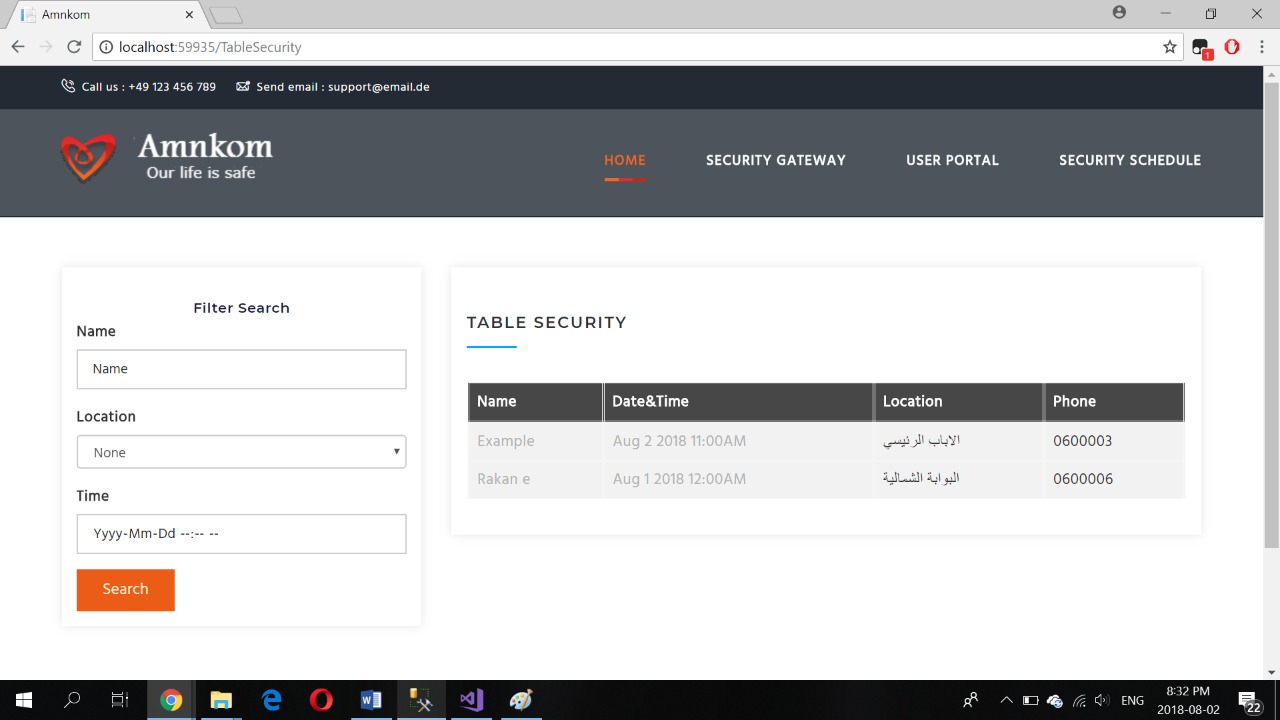 Amnkom
localhost:59935/TableSecurity
1
Call us : +49 123 456 789 Send email : support@email.de
Amnkom
Our life is safe
HOME SECURITY GATEWAY USER PORTAL SECURITY SCHEDULE
Filter Search
Name
Name
Location
None
Time
Yyyy-Mm-Dd --:-- --
Search
TABLE SECURITY
Name Date&Time Location Phone
Example Aug 2 2018 11:00AM الاباب الرئيسي 0600003
Rakan e Aug 1 2018 12:00AM البوابة الشمالية 0600006
ENG
8:32 PM
2018-08-02
22